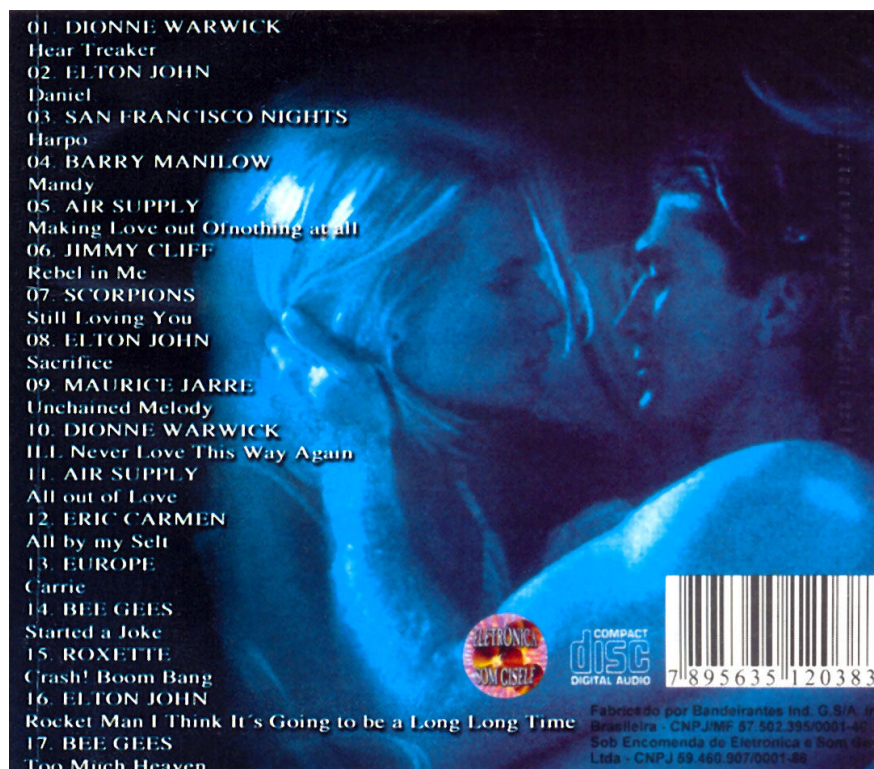 01. DIONNE WARWICK
Hear Treaker
02. ELTON JOHN
Daniel
03. SAN FRANCISCO NIGHTS
Harpo
04. BARRY MANILOW
Mandy
05. AIR SUPPLY
Making Love out Ofnothing at all
06. JIMMY CLIFF
Rebel in Me
07. SCORPIONS
Still Loving You
08. ELTON JOHN
Sacrifice
09. MAURICE JARRE
Unchained Melody
10. DIONNE WARWICK
I1.L Never Love This Way Again
11. AIR SUPPLY
All out of Love
12. ERIC CARMEN
All by my Selt
13. EUROPE
Carrie
14. BEE GEES
Started a Joke
15. ROXETTE
Crash! Boom Bang
16. ELTON JOHN
Rocket Man I Think It´s Going to be a Long Long Time
17. BEE GEES
Too Much Heaven
ELETRÔNICA
SOM GISELE
COMPACT
disc
DIGITAL AUDIO
7 895635 120383
Fabricado por Bandeirantes Ind. G.S/A.
Brasileira - CNPJ/MF 57.502.395/0001-
Sob Encomenda de Eletronica e Som
Ltda - CNPJ 59.460.907/0001-